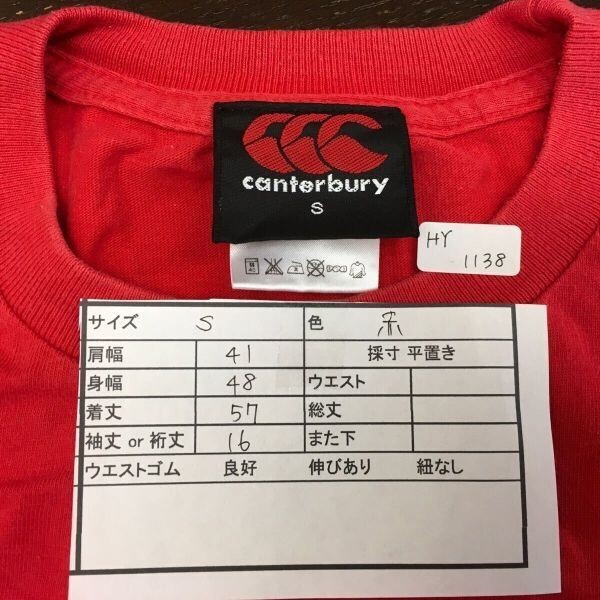 canterbury
S
HY
1138
サイズ S 色 赤
肩幅 41 採寸 平置き
身幅 48 ウエスト
着丈 57 総丈
袖丈 or 裄丈 16 また下
ウエストゴム 良好 伸びあり 紐なし